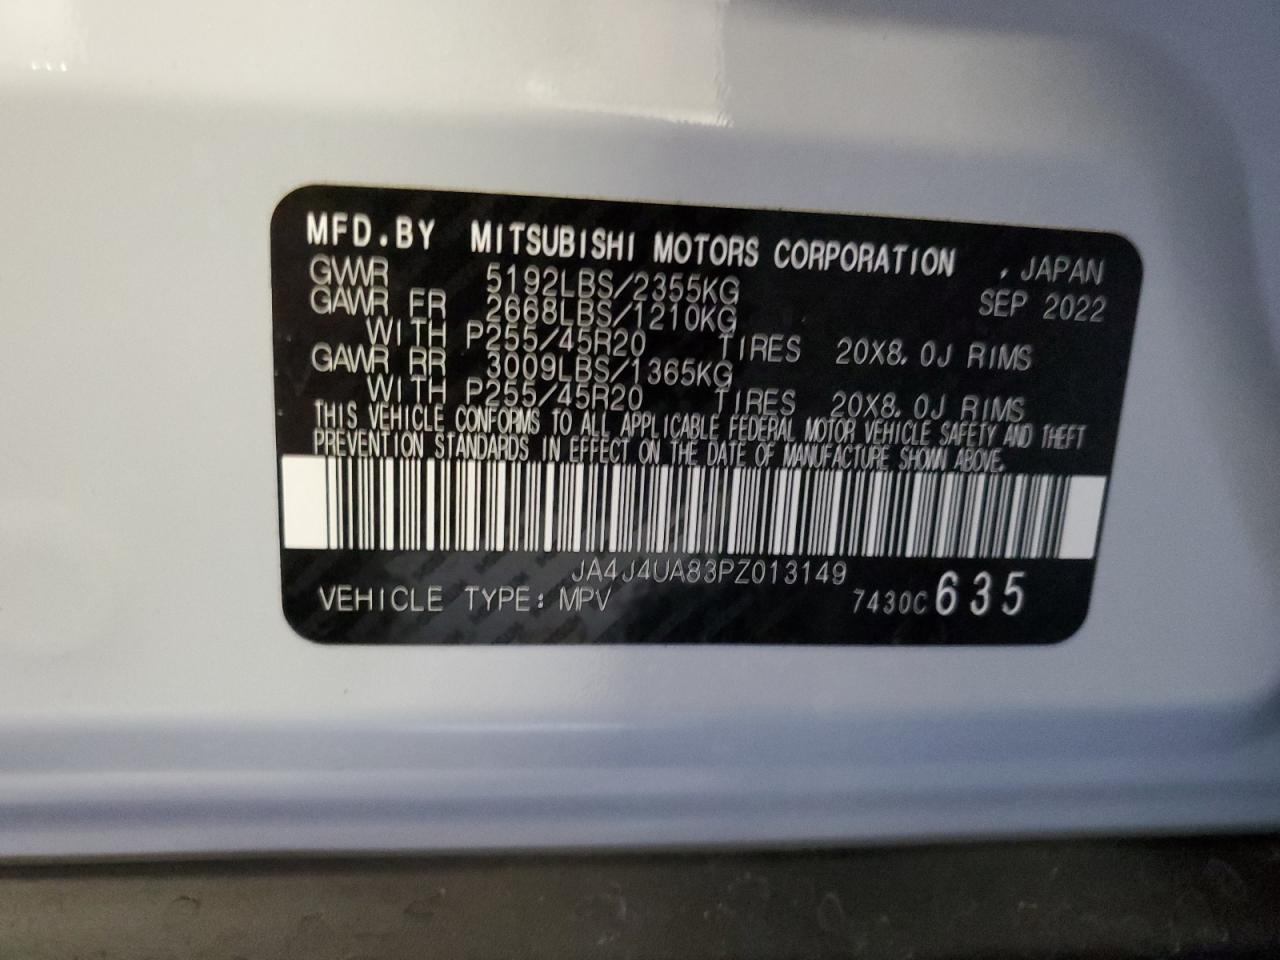 MFD.BY MITSUBISHI MOTORS CORPORATION , JAPAN
GVWR 5192LBS/2355KG SEP 2022
GAWR FR 2668LBS/1210KG
WITH P255/45R20 TIRES 20X8.0J RIMS
GAWR RR 3009LBS/1365KG
WITH P255/45R20 TIRES 20X8.0J RIMS
THIS VEHICLE CONFORMS TO ALL APPLICABLE FEDERAL MOTOR VEHICLE SAFETY AND THEFT
PREVENTION STANDARDS IN EFFECT ON THE DATE OF MANUFACTURE SHOWN ABOVE.
JA4J4UA83PZ013149
VEHICLE TYPE: MPV 7430C 635